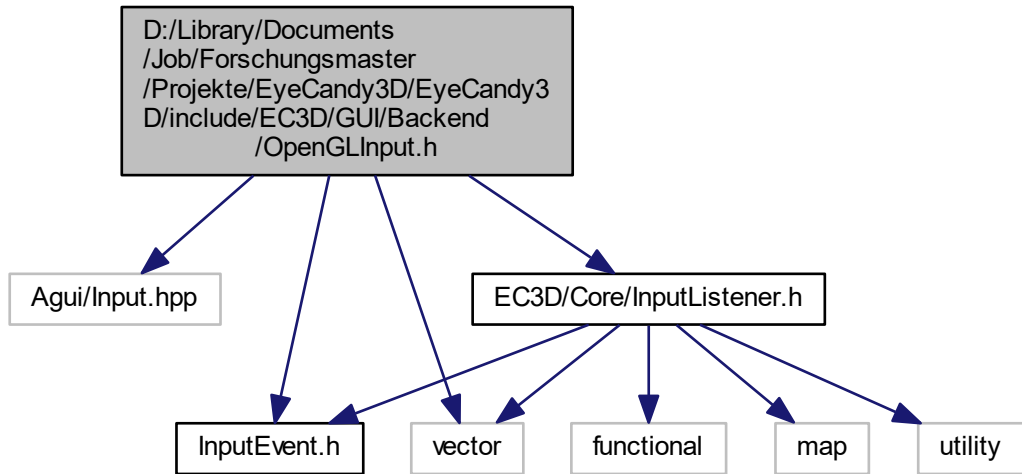 D:/Library/Documents
/Job/Forschungsmaster
/Projekte/EyeCandy3D/EyeCandy3
D/include/EC3D/GUI/Backend
/OpenGLInput.h
Agui/Input.hpp
EC3D/Core/InputListener.h
InputEvent.h
vector
functional
map
utility